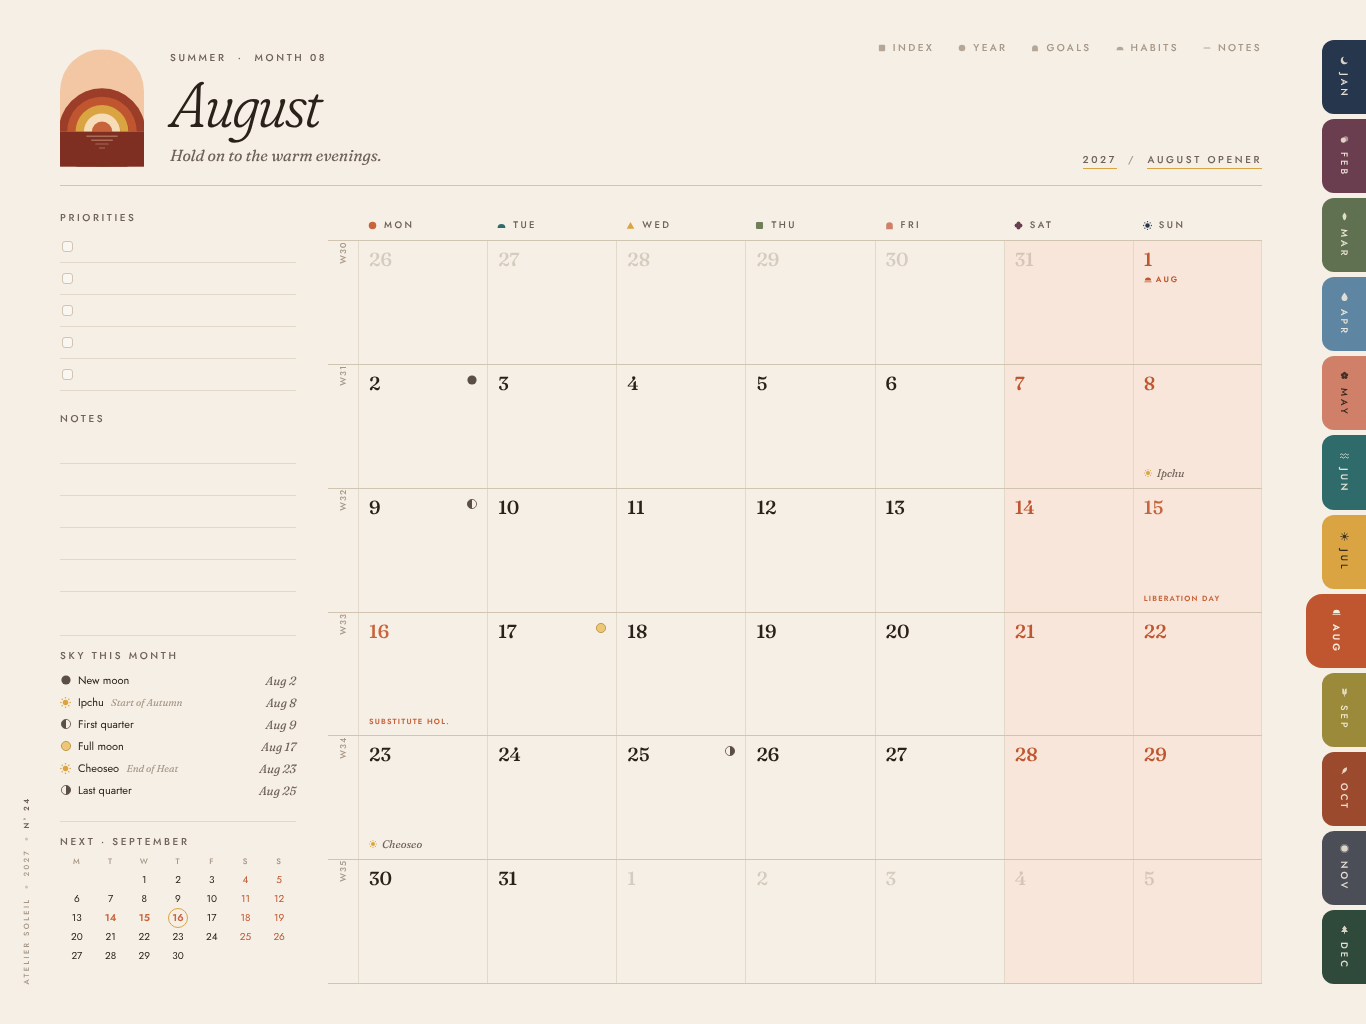 SUMMER · MONTH 08
August
Hold on to the warm evenings.
INDEX YEAR GOALS HABITS NOTES
2027 / AUGUST OPENER
PRIORITIES
NOTES
SKY THIS MONTH
New moon Aug 2
Ipchu Start of Autumn Aug 8
First quarter Aug 9
Full moon Aug 17
Cheoseo End of Heat Aug 23
Last quarter Aug 25
NEXT · SEPTEMBER
M T W T F S S
1 2 3 4 5
6 7 8 9 10 11 12
13 14 15 16 17 18 19
20 21 22 23 24 25 26
27 28 29 30
ATELIER SOLEIL ✦ 2027 ✦ N° 24
MON TUE WED THU FRI SAT SUN
W30 26 27 28 29 30 31 1
AUG
W31 2 3 4 5 6 7 8
Ipchu
W32 9 10 11 12 13 14 15
LIBERATION DAY
W33 16 17 18 19 20 21 22
SUBSTITUTE HOL.
W34 23 24 25 26 27 28 29
Cheoseo
W35 30 31 1 2 3 4 5
JAN
FEB
MAR
APR
MAY
JUN
JUL
AUG
SEP
OCT
NOV
DEC